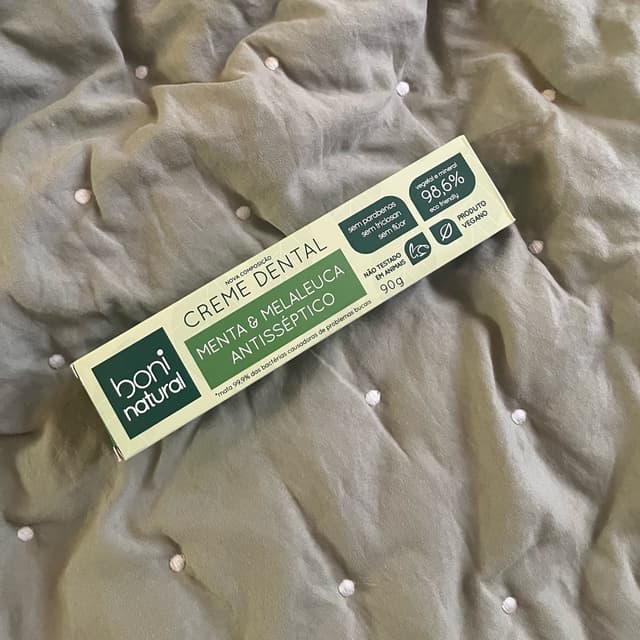 boni
natural
NOVA COMPOSIÇÃO
CREME DENTAL
MENTA & MELALEUCA
ANTISSÉPTICO
*mata 99,9% das bactérias causadoras de problemas bucais
sem parabenos
sem triclosan
sem flúor
vegetal e mineral
98,6%
eco friendly
NÃO TESTADO
EM ANIMAIS
PRODUTO
VEGANO
90g